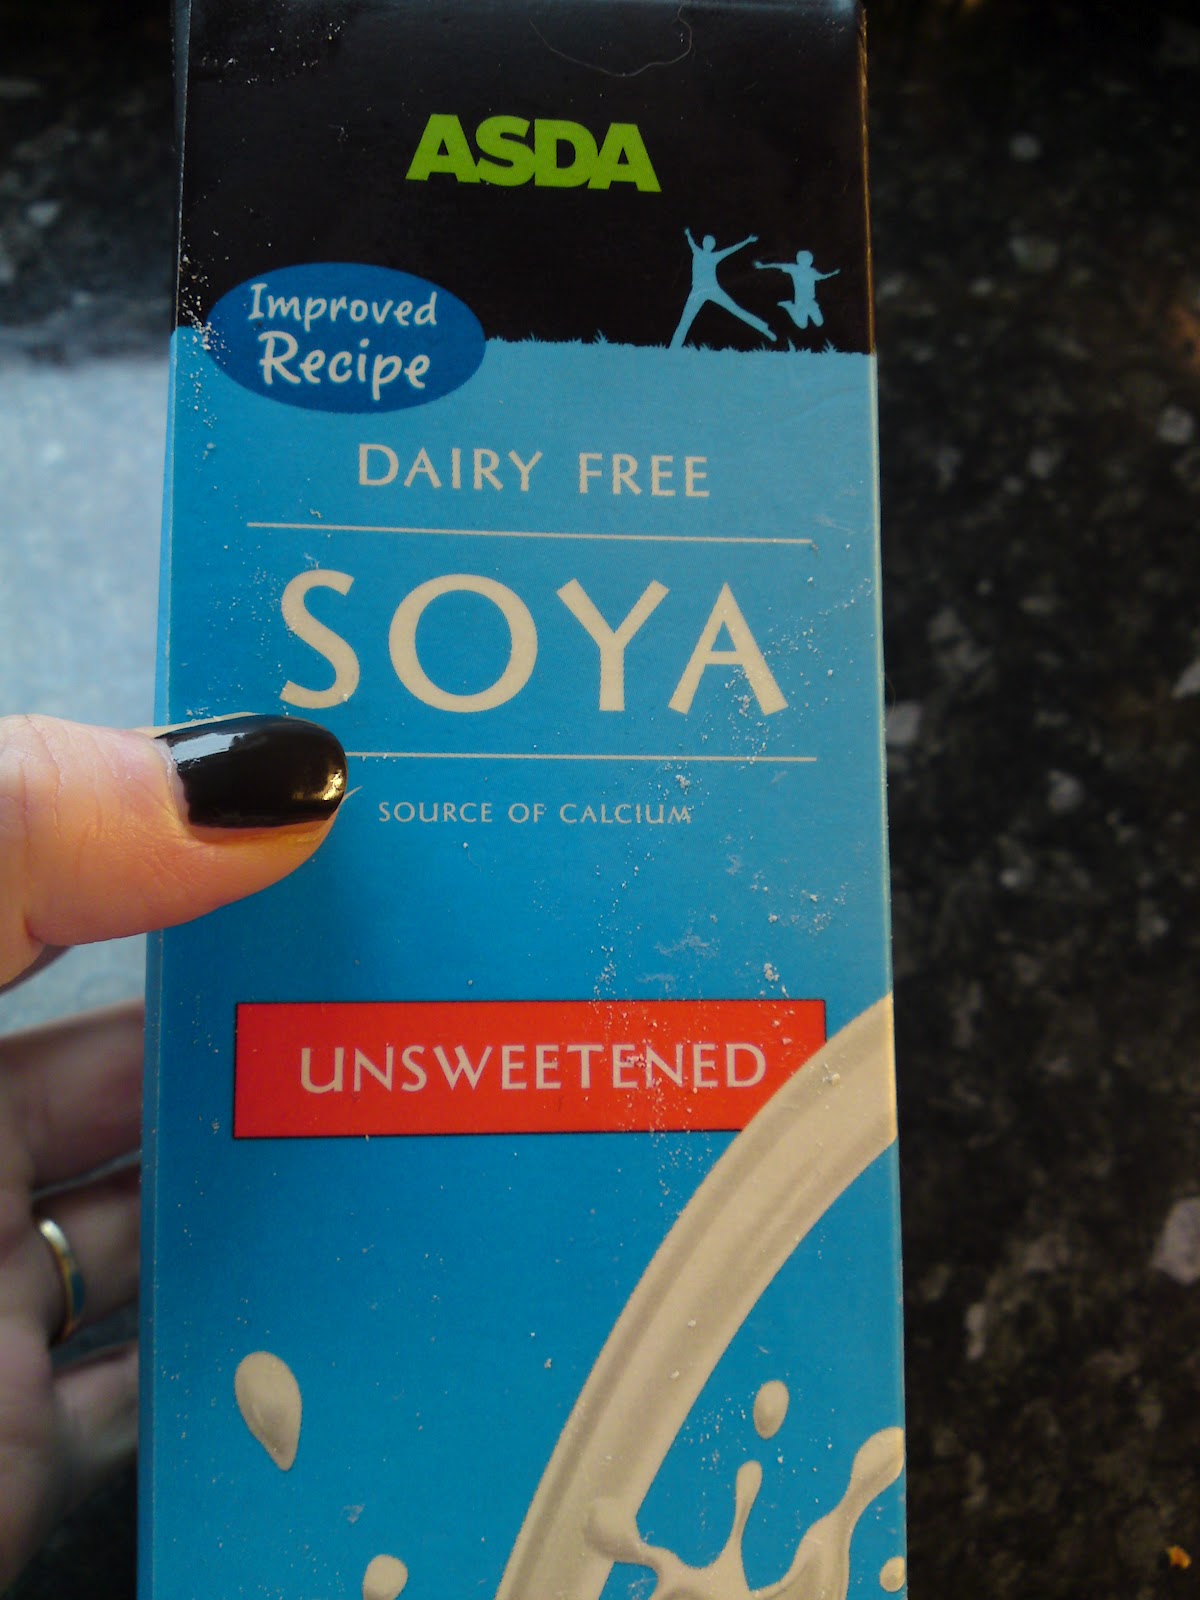 ASDA
Improved
Recipe
DAIRY FREE
SOYA
SOURCE OF CALCIUM
UNSWEETENED